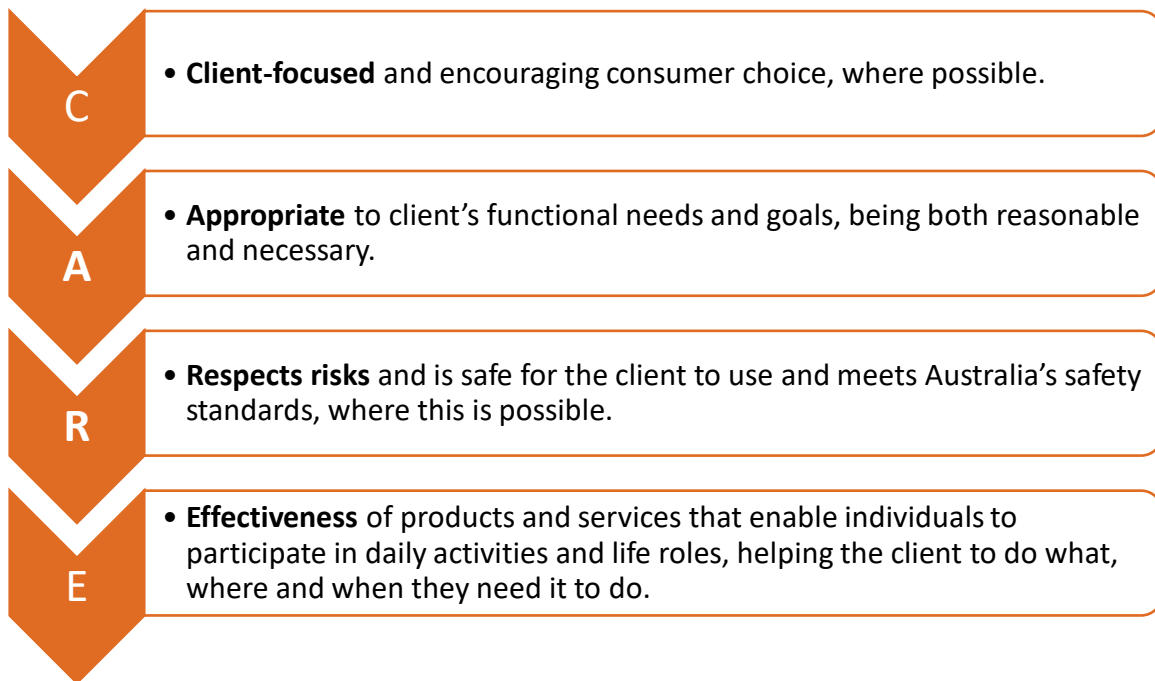 C
• Client-focused and encouraging consumer choice, where possible.
A
• Appropriate to client’s functional needs and goals, being both reasonable
and necessary.
R
• Respects risks and is safe for the client to use and meets Australia’s safety
standards, where this is possible.
E
• Effectiveness of products and services that enable individuals to
participate in daily activities and life roles, helping the client to do what,
where and when they need it to do.